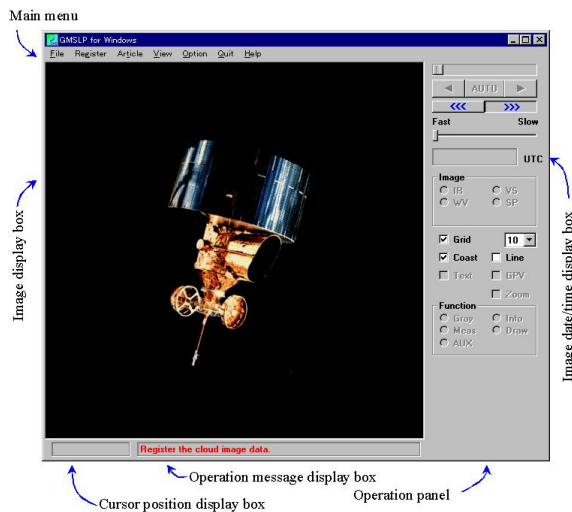 Main menu
GMSLP for Windows
File Register Article View Option Quit Help
AUTO
<<< >>>
Fast Slow
UTC
Image
IR VS
WV SP
Grid 10
Coast Line
Text GPV
Zoom
Function
Gray Info
Meas Draw
AUX
Image display box
Image date/time display box
Register the cloud image data.
Operation message display box
Cursor position display box
Operation panel